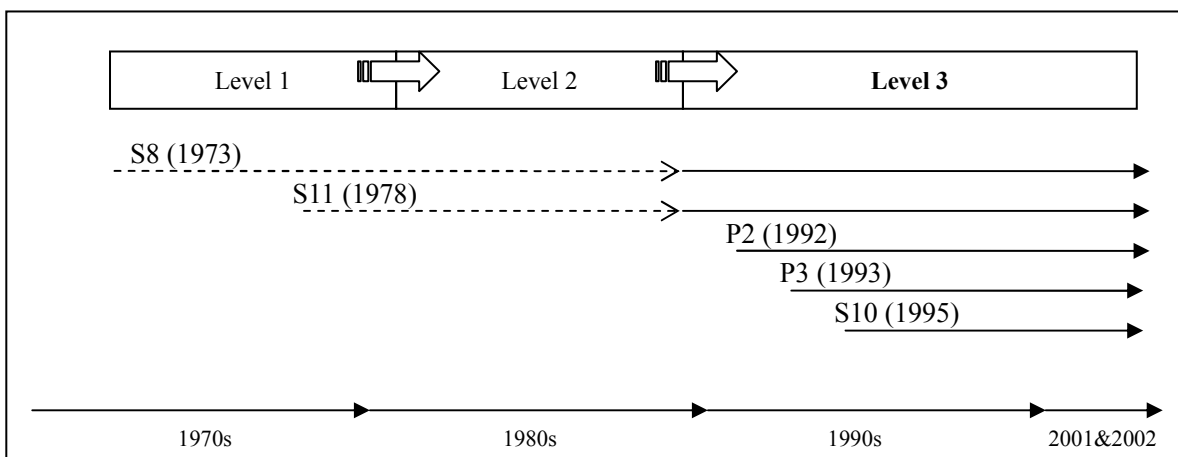 Level 1 Level 2 Level 3
S8 (1973)
S11 (1978)
P2 (1992)
P3 (1993)
S10 (1995)
1970s 1980s 1990s 2001&2002